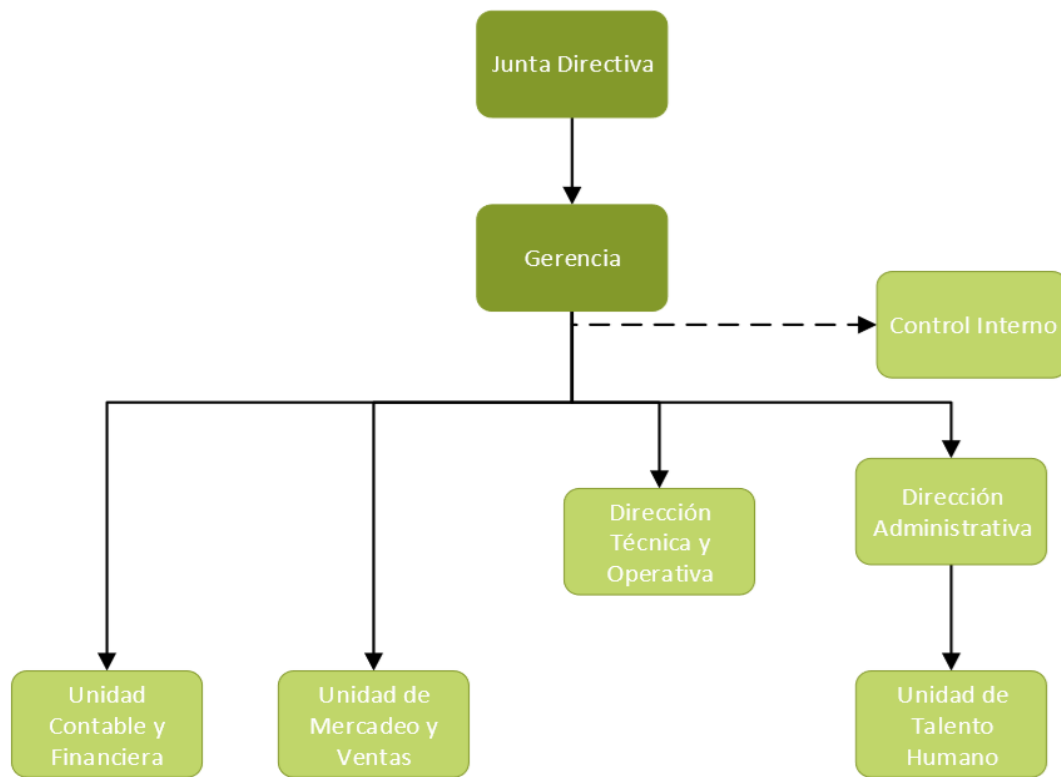 Junta Directiva
Gerencia
Control Interno
Dirección
Técnica y
Operativa
Dirección
Administrativa
Unidad
Contable y
Financiera
Unidad de
Mercadeo y
Ventas
Unidad de
Talento
Humano